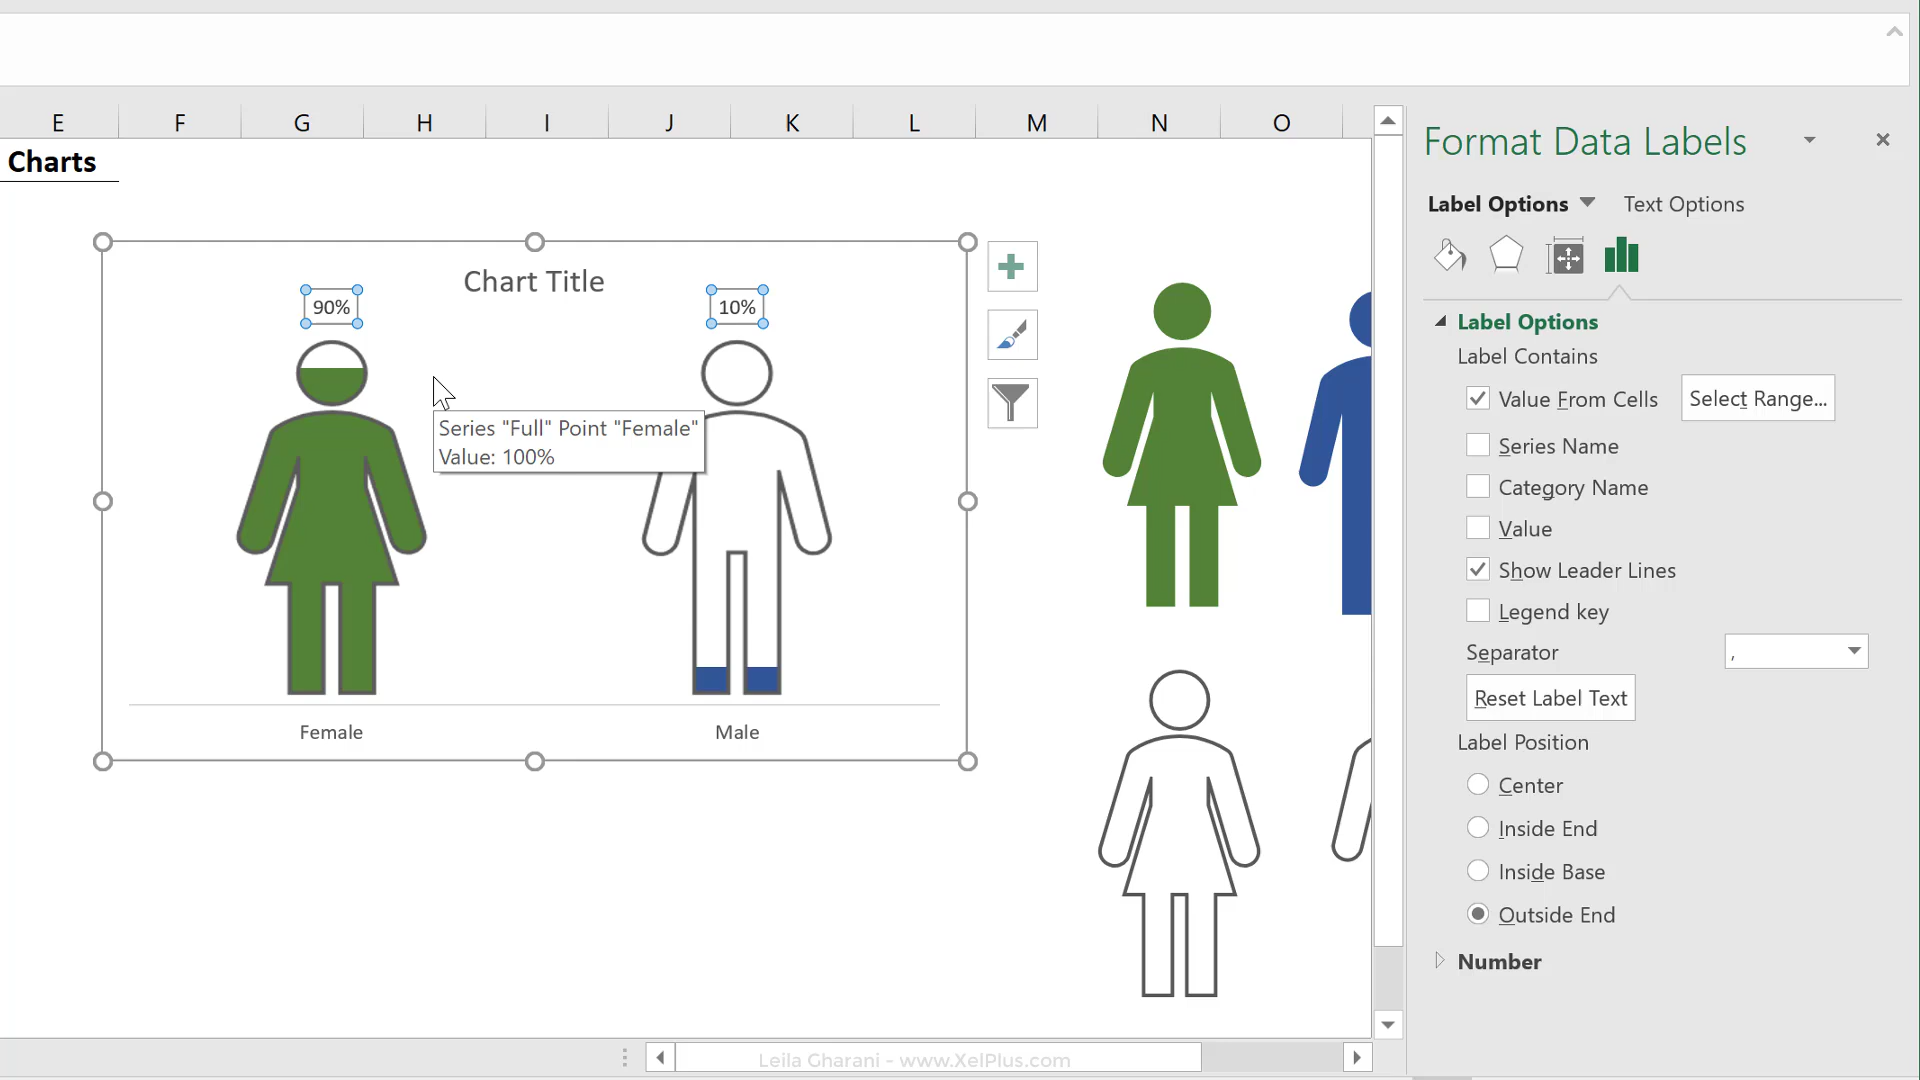 E F G H I J K L M N O
Charts
Chart Title
90%
10%
Series "Full" Point "Female"
Value: 100%
Female
Male
Format Data Labels
Label Options
Text Options
Label Options
Label Contains
Value From Cells
Select Range...
Series Name
Category Name
Value
Show Leader Lines
Legend key
Separator
,
Reset Label Text
Label Position
Center
Inside End
Inside Base
Outside End
Number
Leila Gharani - www.XelPlus.com